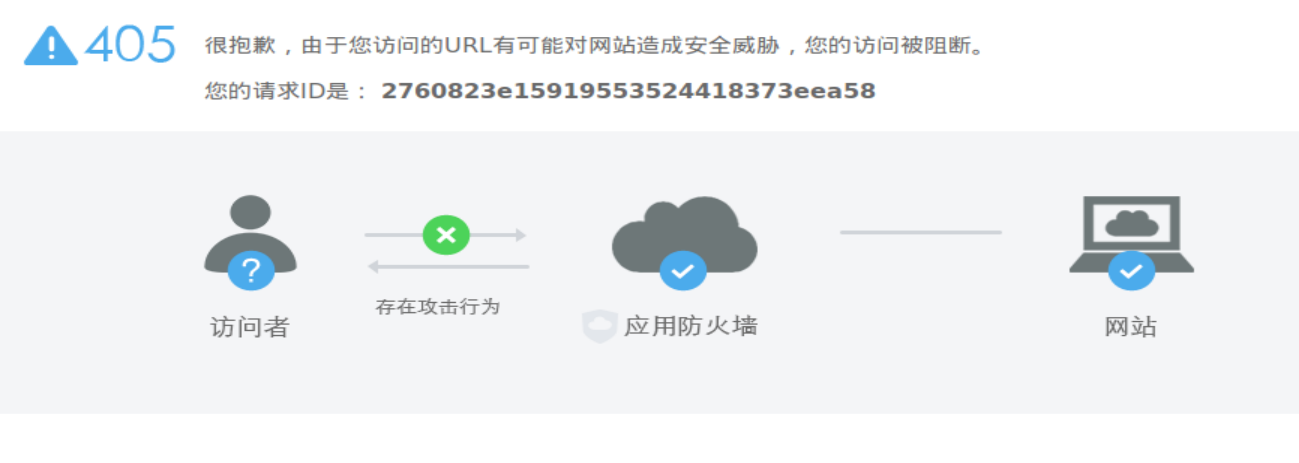 405
很抱歉，由于您访问的URL有可能对网站造成安全威胁，您的访问被阻断。
您的请求ID是： 2760823e15919553524418373eea58
?
存在攻击行为
访问者
应用防火墙
网站